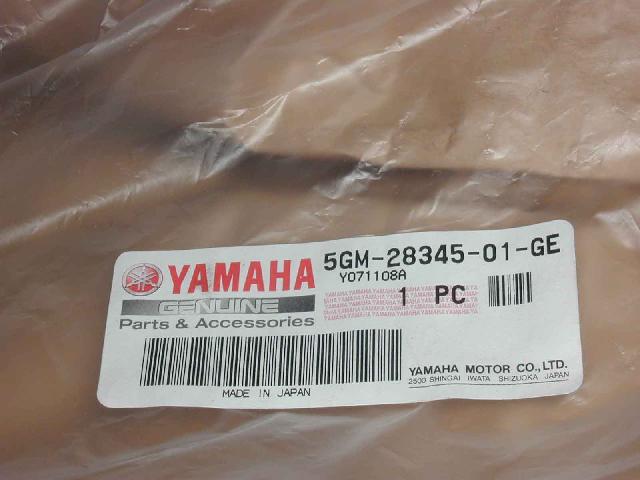 YAMAHA
GENUINE
Parts & Accessories
5GM-28345-01-GE
Y071108A
1 PC
MADE IN JAPAN
YAMAHA MOTOR CO.,LTD.
2500 SHINGAI IWATA SHIZUOKA JAPAN